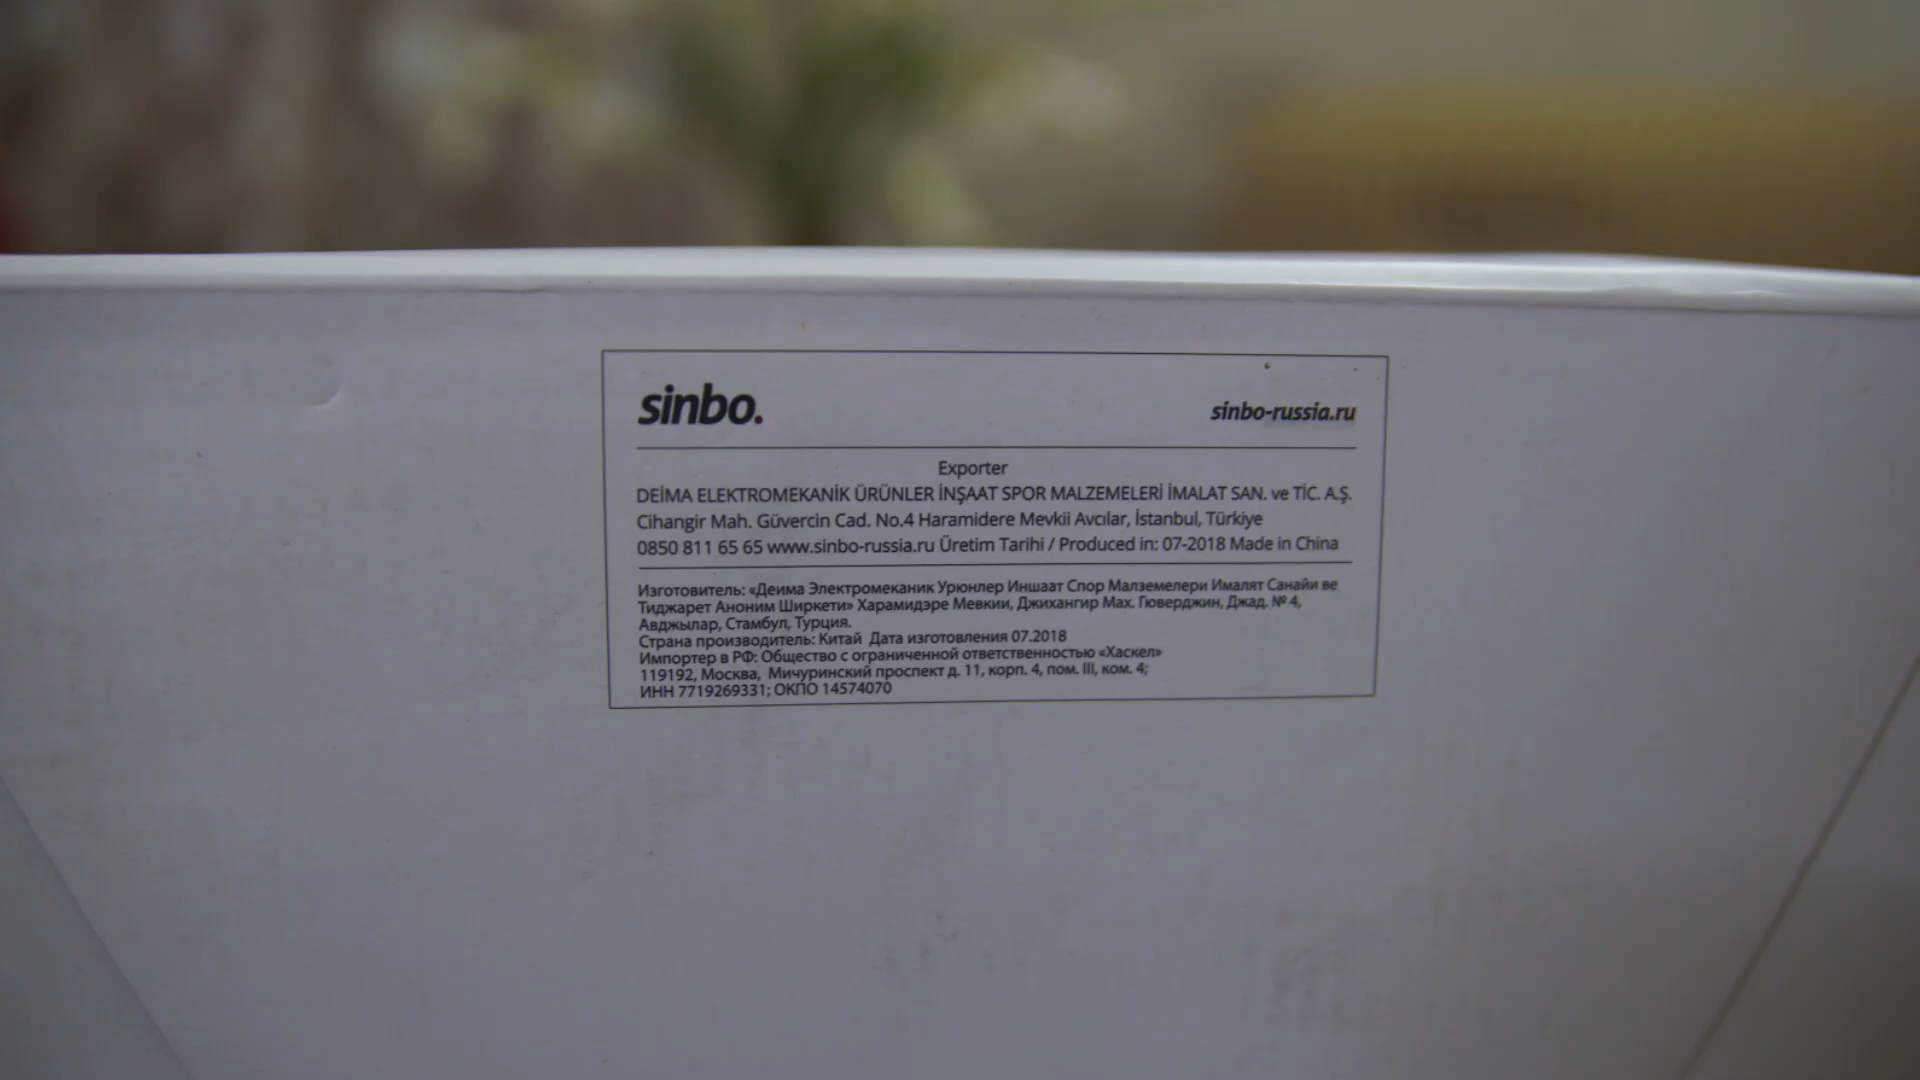 sinbo.
sinbo-russia.ru
Exporter
DEİMA ELEKTROMEKANİK ÜRÜNLER İNŞAAT SPOR MALZEMELERİ İMALAT SAN. ve TİC. A.Ş.
Cihangir Mah. Güvercin Cad. No.4 Haramidere Mevkii Avcılar, İstanbul, Türkiye
0850 811 65 65 www.sinbo-russia.ru Üretim Tarihi / Produced in: 07-2018 Made in China
Изготовитель: «Деима Электромеканик Урюнлер Иншаат Спор Малземелери Ималят Санайи ве
Тиджарет Аноним Ширкети» Харамидэре Мевкии, Джихангир Мах. Гюверджин, Джад. № 4,
Авджылар, Стамбул, Турция.
Страна производитель: Китай Дата изготовления 07.2018
Импортер в РФ: Общество с ограниченной ответственностью «Хаскел»
119192, Москва, Мичуринский проспект д. 11, корп. 4, пом. III, ком. 4;
ИНН 7719269331; ОКПО 14574070